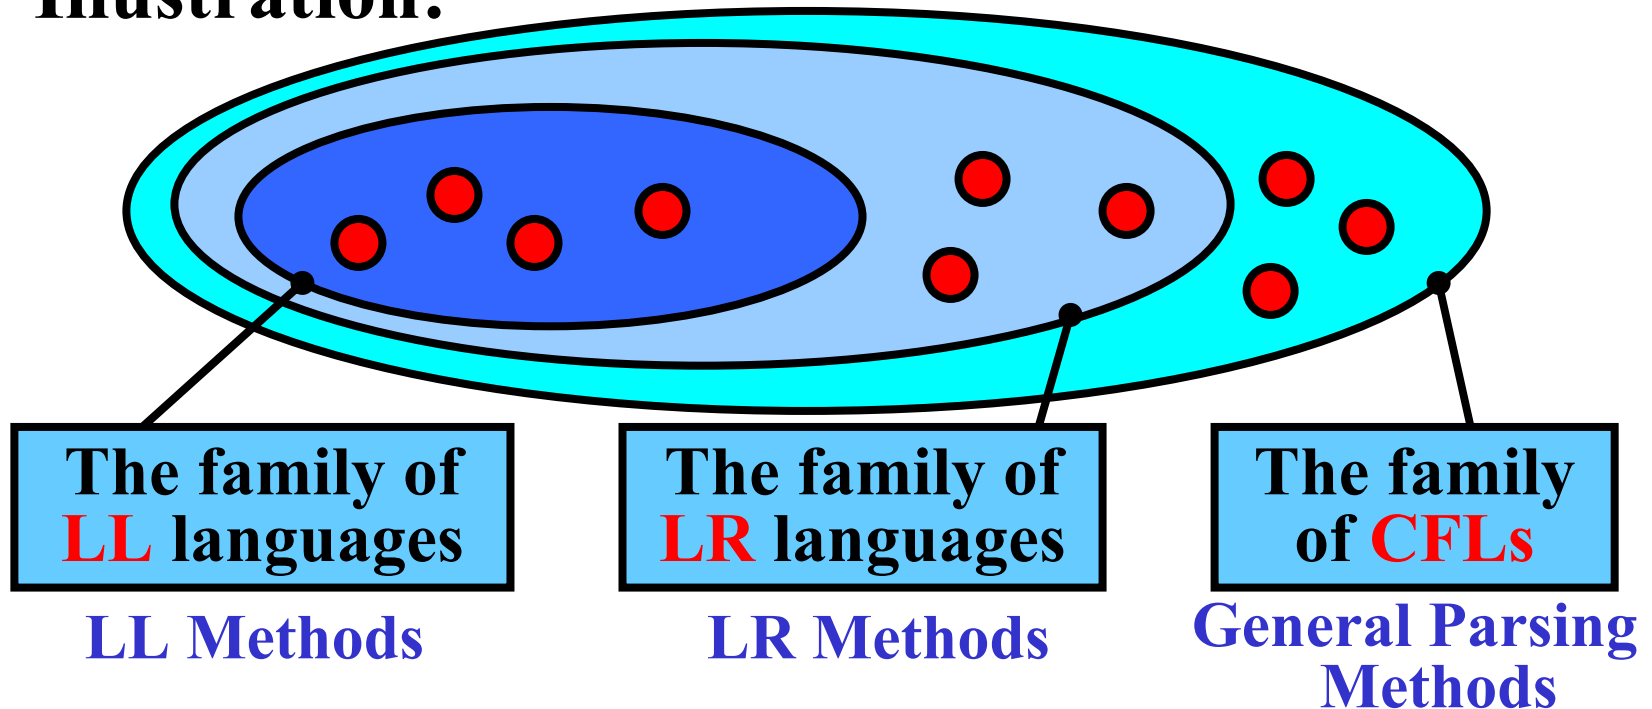 Illustration:
The family of
LL languages
The family of
LR languages
The family
of CFLs
LL Methods
LR Methods
General Parsing
Methods